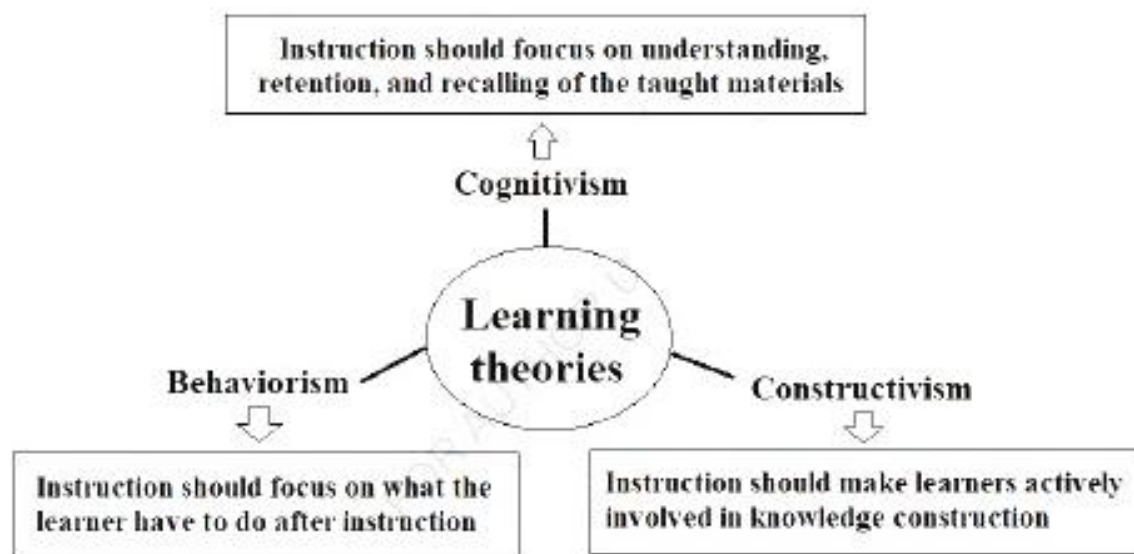 Instruction should foucus on understanding,
retention, and recalling of the taught materials
Cognitivism
Learning
theories
Behaviorism
Constructivism
Instruction should focus on what the
learner have to do after instruction
Instruction should make learners actively
involved in knowledge construction